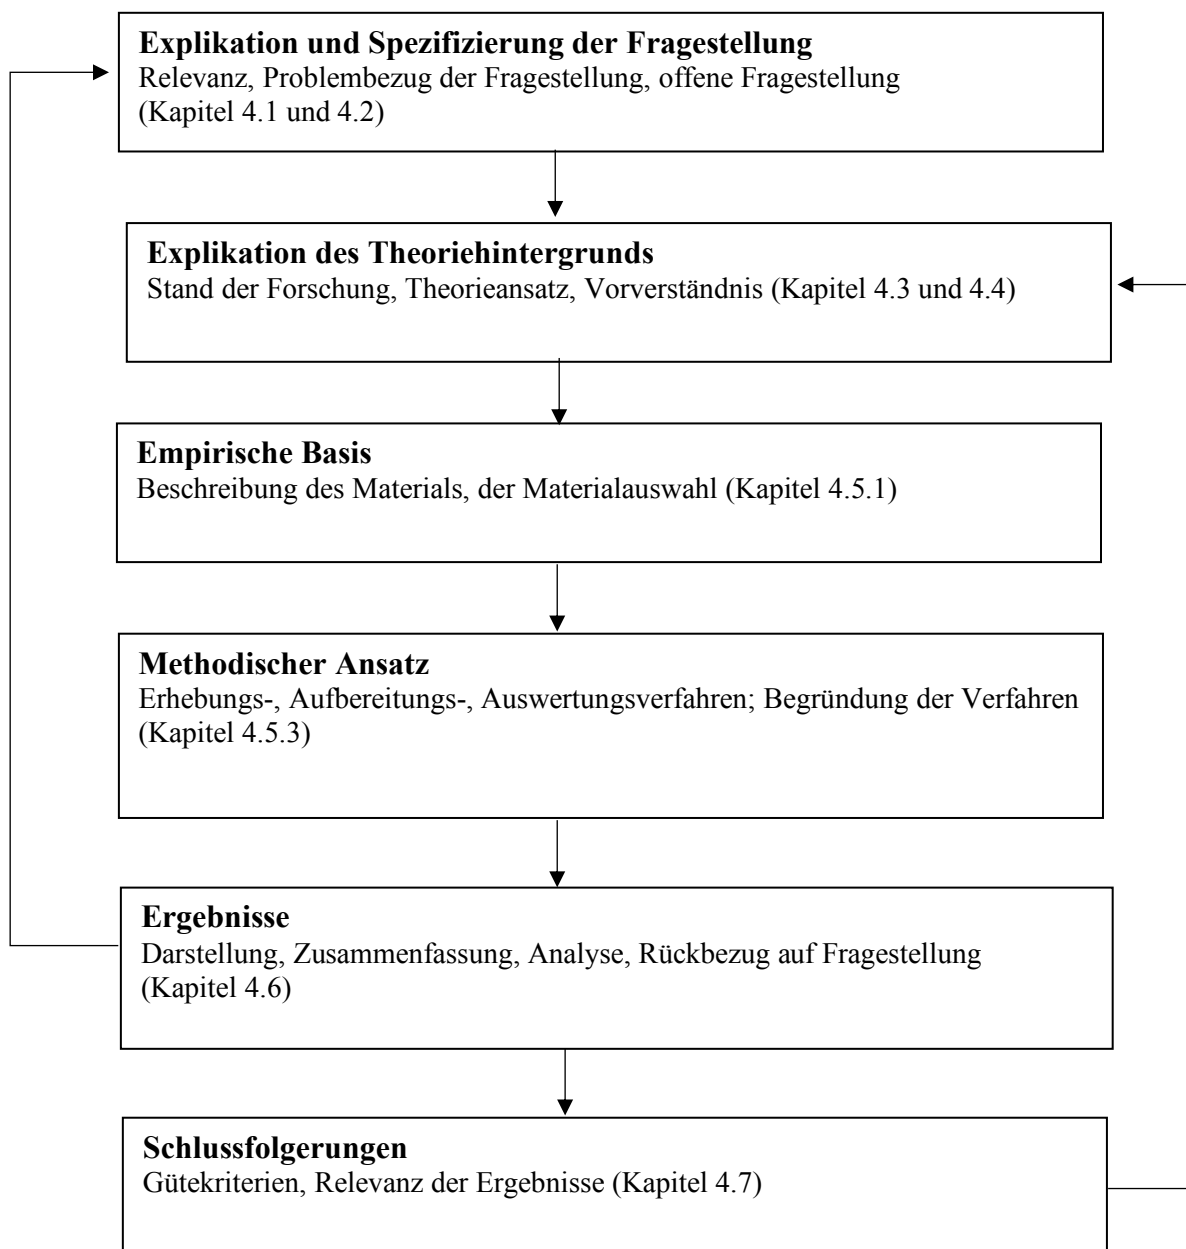 Explikation und Spezifizierung der Fragestellung
Relevanz, Problembezug der Fragestellung, offene Fragestellung
(Kapitel 4.1 und 4.2)
Explikation des Theoriehintergrunds
Stand der Forschung, Theorieansatz, Vorverständnis (Kapitel 4.3 und 4.4)
Empirische Basis
Beschreibung des Materials, der Materialauswahl (Kapitel 4.5.1)
Methodischer Ansatz
Erhebungs-, Aufbereitungs-, Auswertungsverfahren; Begründung der Verfahren
(Kapitel 4.5.3)
Ergebnisse
Darstellung, Zusammenfassung, Analyse, Rückbezug auf Fragestellung
(Kapitel 4.6)
Schlussfolgerungen
Gütekriterien, Relevanz der Ergebnisse (Kapitel 4.7)